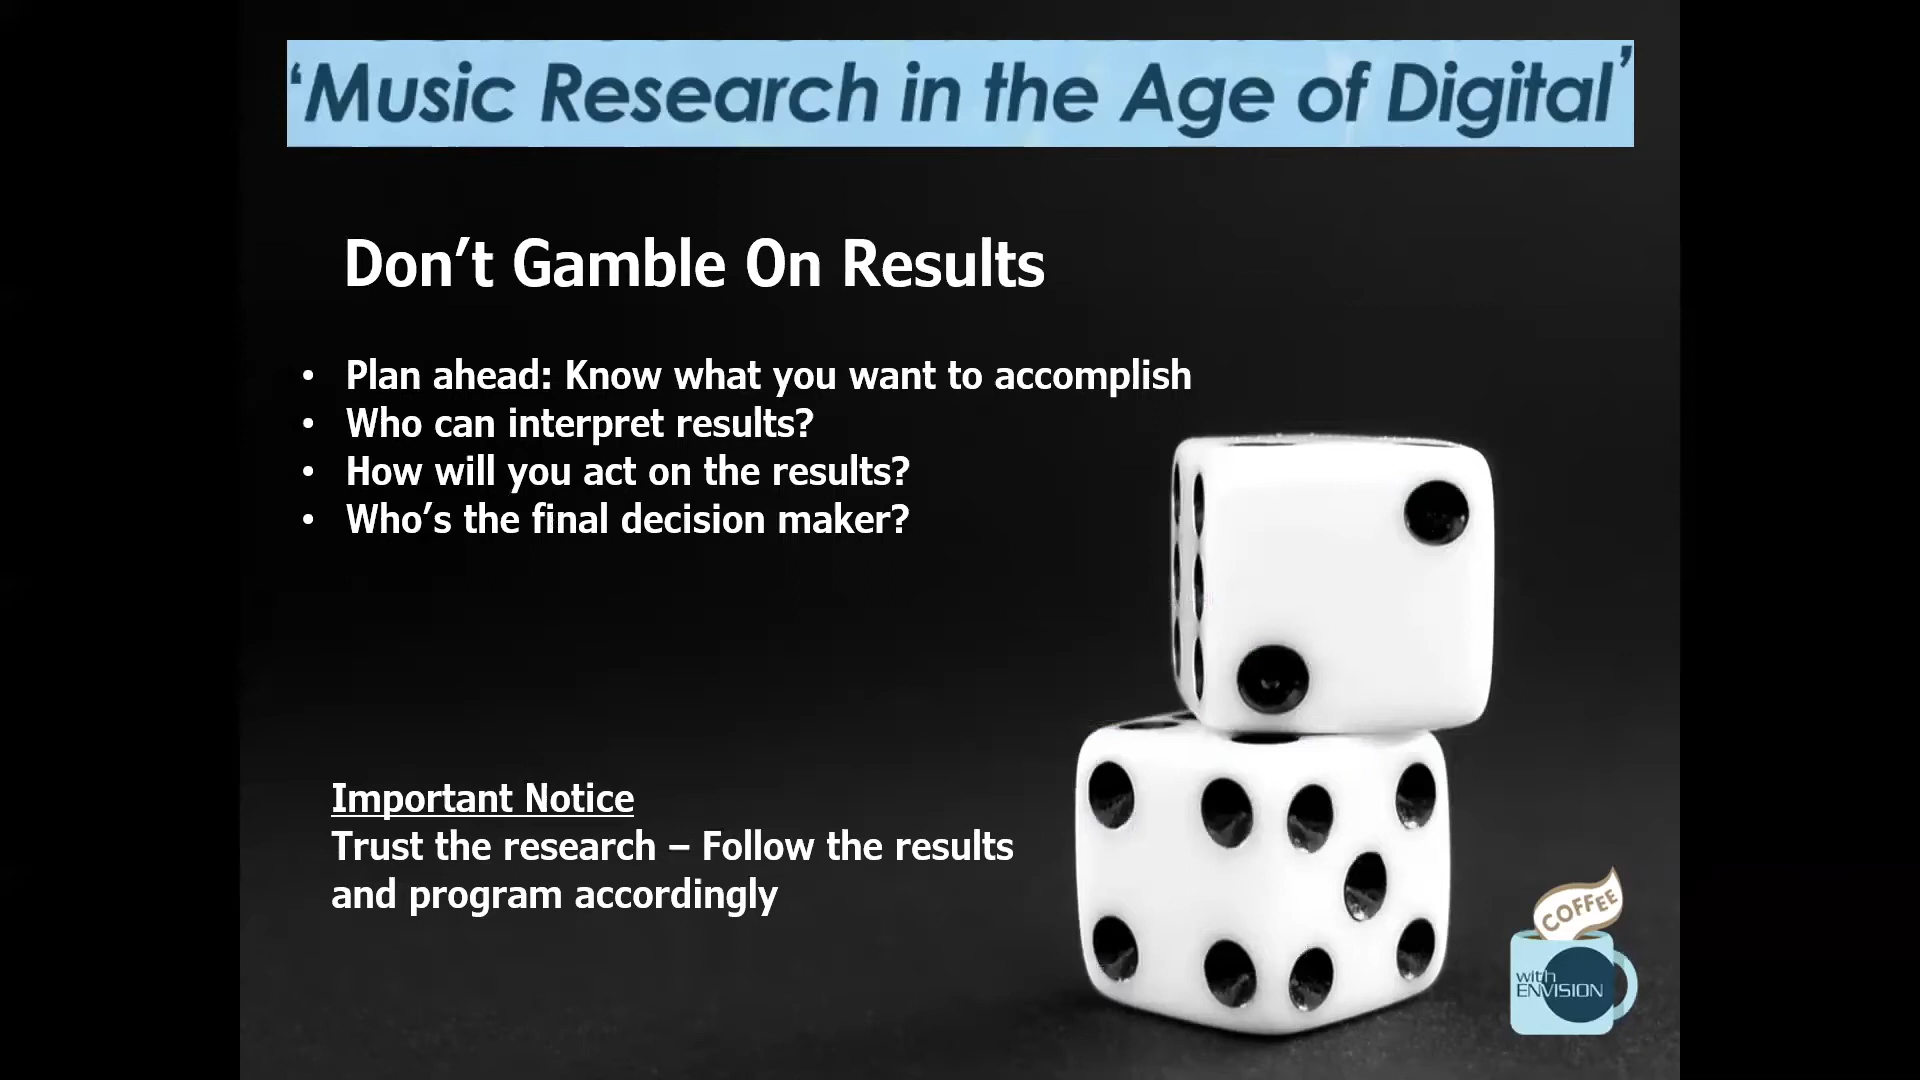 ‘Music Research in the Age of Digital’
Don’t Gamble On Results
• Plan ahead: Know what you want to accomplish
• Who can interpret results?
• How will you act on the results?
• Who’s the final decision maker?
Important Notice
Trust the research – Follow the results
and program accordingly
COFFEE
with
ENVISION